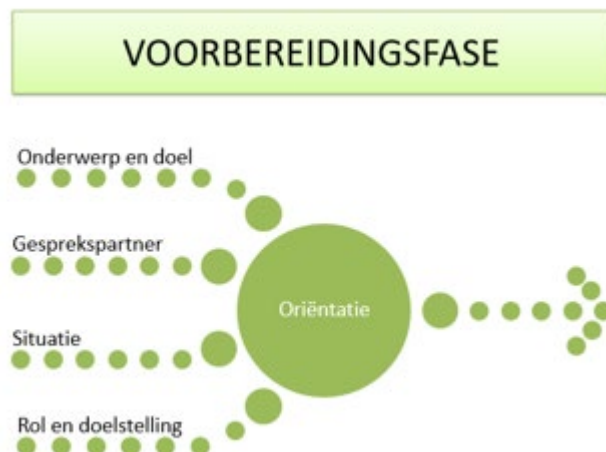 VOORBEREIDINGSFASE
Onderwerp en doel
Gesprekspartner
Oriëntatie
Situatie
Rol en doelstelling